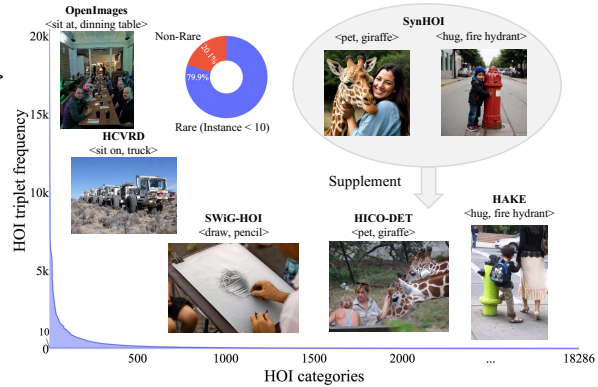 OpenImages
<sit at, dinning table>
Non-Rare
20.1%
79.9%
Rare (Instance < 10)
SynHOI
<pet, giraffe>
<hug, fire hydrant>
HCVRD
<sit on, truck>
Supplement
SWiG-HOI
<draw, pencil>
HICO-DET
<pet, giraffe>
HAKE
<hug, fire hydrant>
HOI triplet frequency
20k
15k
10k
5k
10
0
500
1000
1500
2000
...
18286
HOI categories